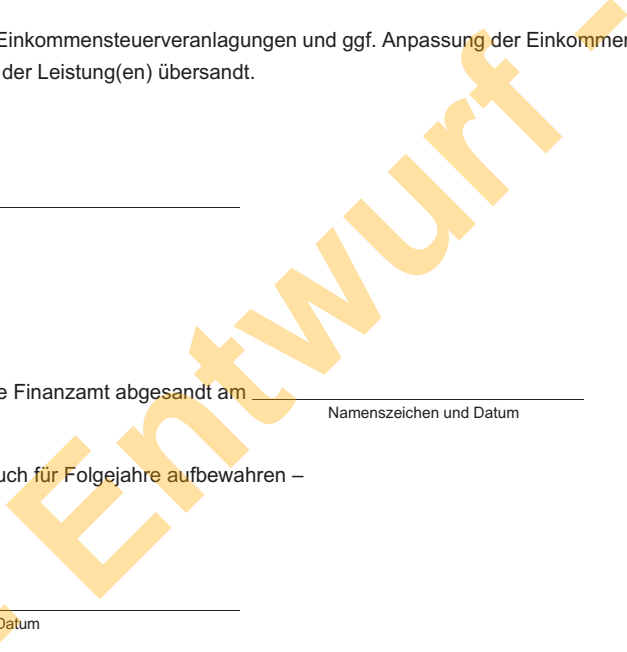 Einkommensteuerveranlagungen und ggf. Anpassung der Einkommen
der Leistung(en) übersandt.
e Finanzamt abgesandt am
Namenszeichen und Datum
uch für Folgejahre aufbewahren –
Datum
- Entwurf -